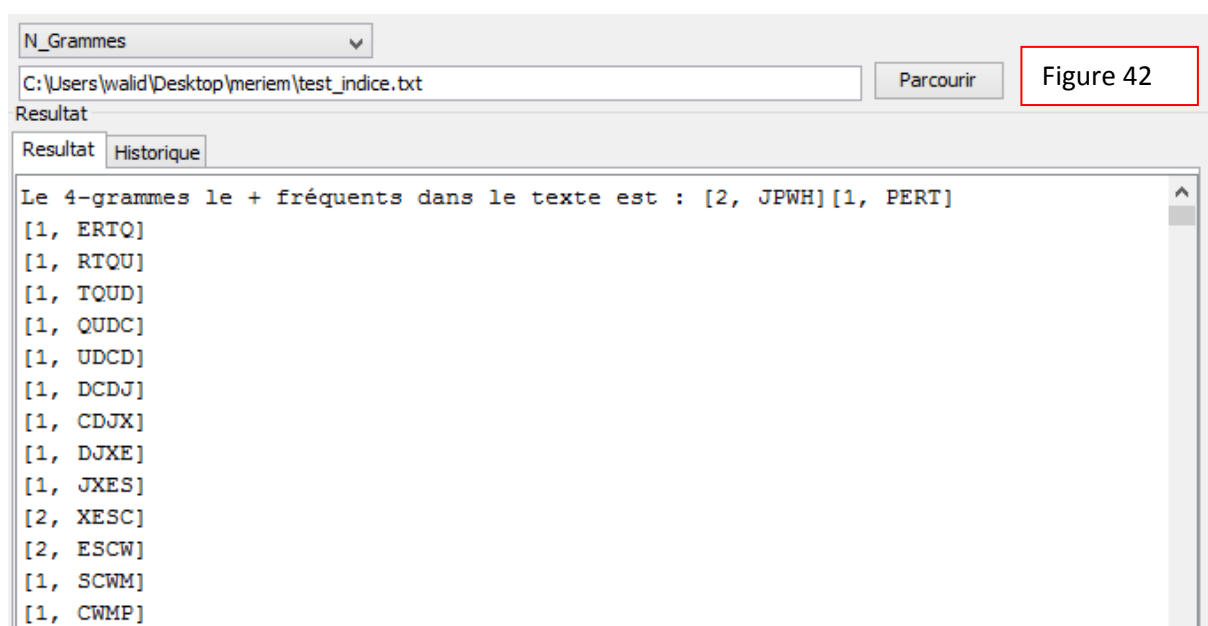 N_Grammes
C:\Users\walid\Desktop\meriem\test_indice.txt
Parcourir
Figure 42
Resultat
Resultat Historique
Le 4-grammes le + fréquents dans le texte est : [2, JPWH][1, PERT]
[1, ERTQ]
[1, RTQU]
[1, TQUD]
[1, QUDC]
[1, UDCD]
[1, DCDJ]
[1, CDJX]
[1, DJXE]
[1, JXES]
[2, XESC]
[2, ESCW]
[1, SCWM]
[1, CWMP]